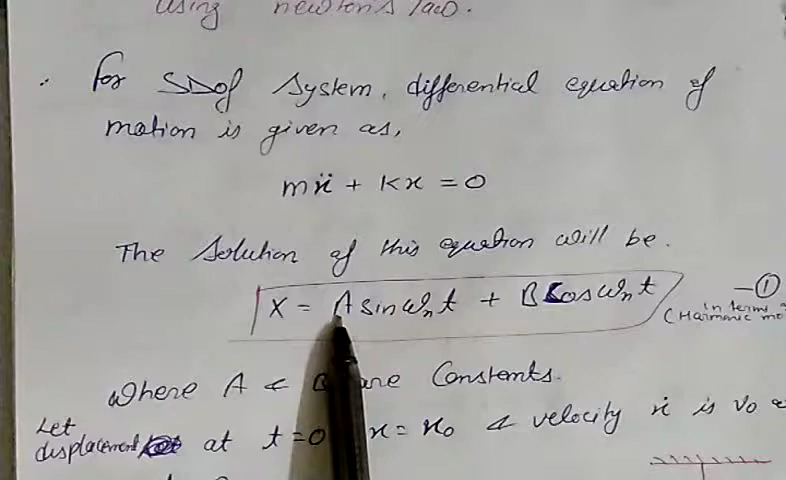 using newton's law.
∴ For SDof System, differential equation of
motion is given as,
mẍ + Kx = 0
The Solution of this equation will be.
x = A sin ωₙt + B Cos ωₙt —①
in terms
(Harmonic mo
where A & B are Constants.
Let
displacement at t=0 x = x₀ & velocity ẋ is v₀